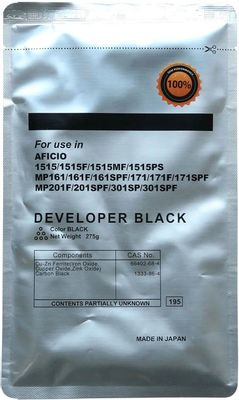 100%
For use in
AFICIO
1515/1515F/1515MF/1515PS
MP161/161F/161SPF/171/171F/171SPF
MP201F/201SPF/301SP/301SPF
DEVELOPER BLACK
Color BLACK
Net Weight 275g
Components CAS No.
Cu-Zn Ferrite(Iron Oxide, 66402-68-4
Cupper Oxide,Zink Oxide)
Carbon Black 1333-86-4
CONTENTS PARTIALLY UNKNOWN
195
MADE IN JAPAN